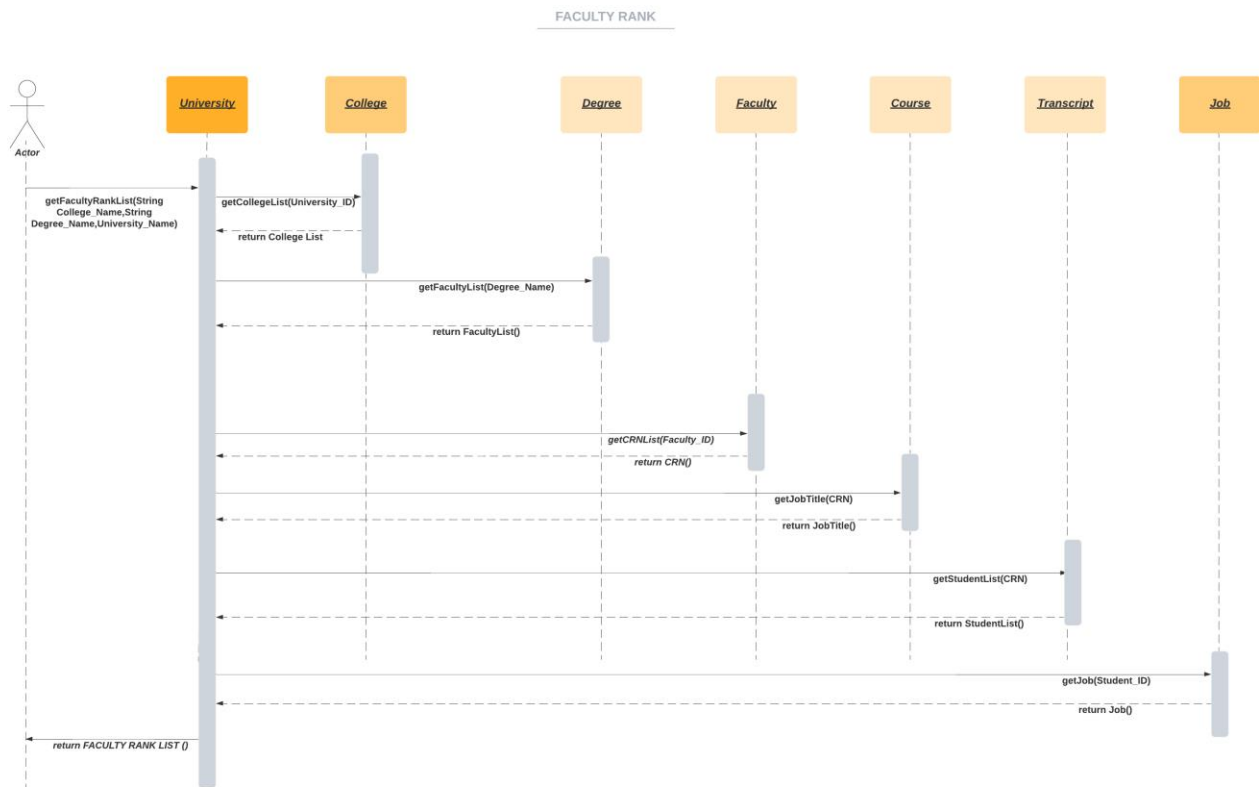 FACULTY RANK
University
College
Degree
Faculty
Course
Transcript
Job
Actor
getFacultyRankList(String
College_Name,String
Degree_Name,University_Name)
getCollegeList(University_ID)
return College List
getFacultyList(Degree_Name)
return FacultyList()
getCRNList(Faculty_ID)
return CRN()
getJobTitle(CRN)
return JobTitle()
getStudentList(CRN)
return StudentList()
getJob(Student_ID)
return Job()
return FACULTY RANK LIST ()